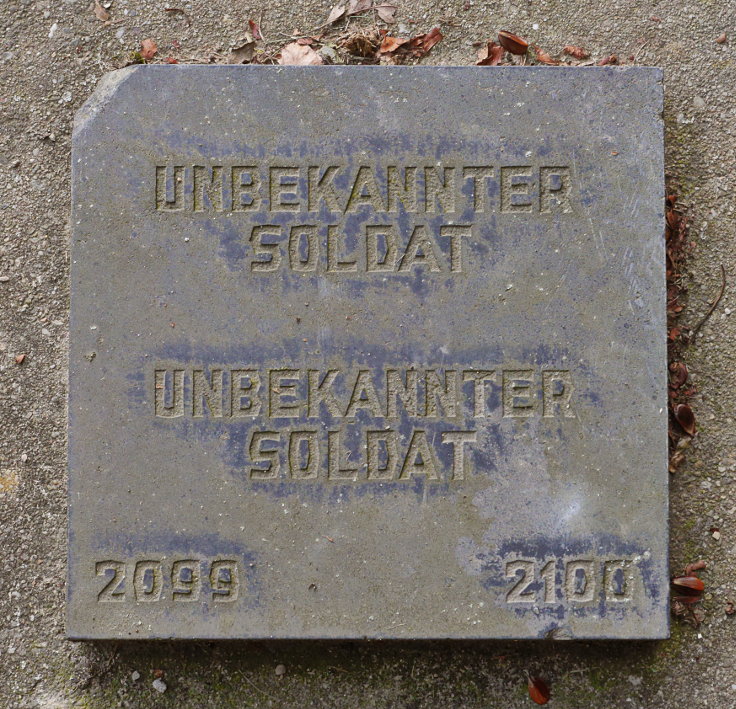 UNBEKANNTER
SOLDAT
UNBEKANNTER
SOLDAT
2099 2100